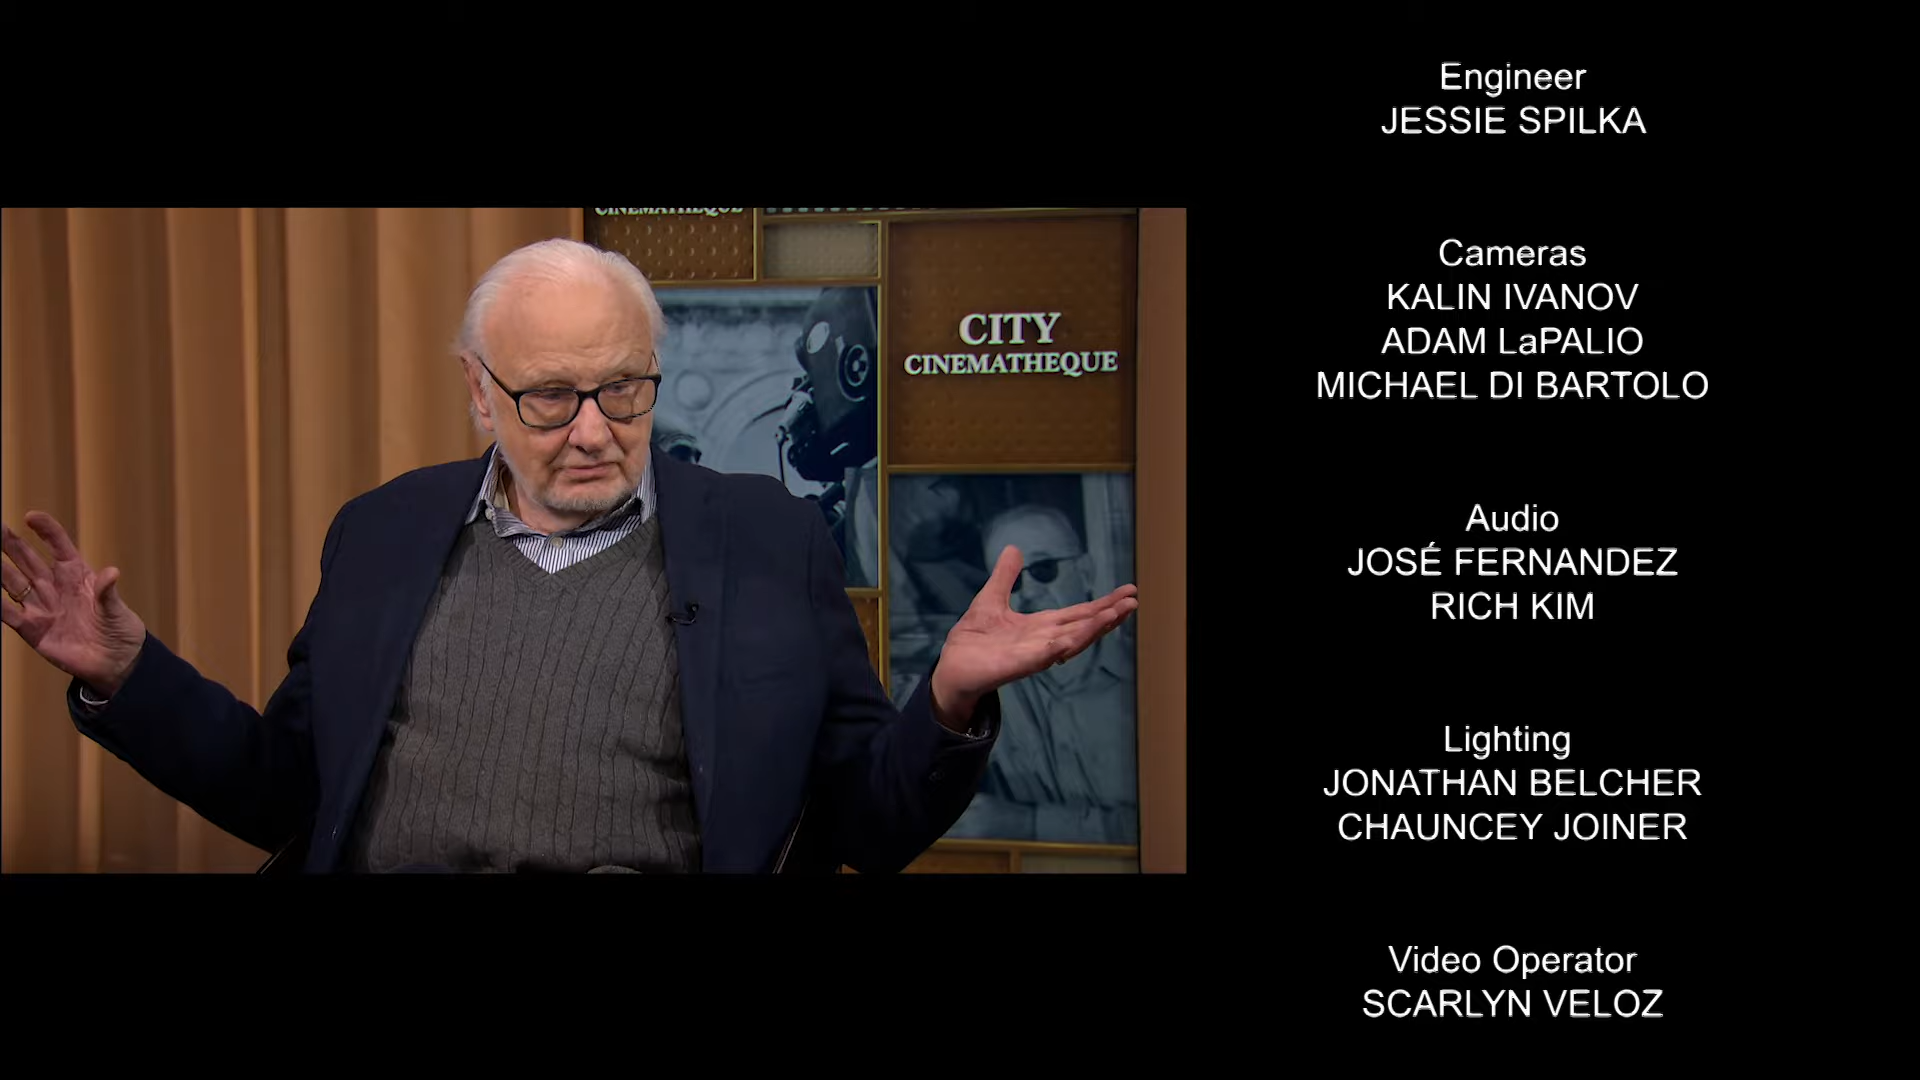 CINEMATHEQUE
CITY
CINEMATHEQUE
Engineer
JESSIE SPILKA
Cameras
KALIN IVANOV
ADAM LaPALIO
MICHAEL DI BARTOLO
Audio
JOSÉ FERNANDEZ
RICH KIM
Lighting
JONATHAN BELCHER
CHAUNCEY JOINER
Video Operator
SCARLYN VELOZ